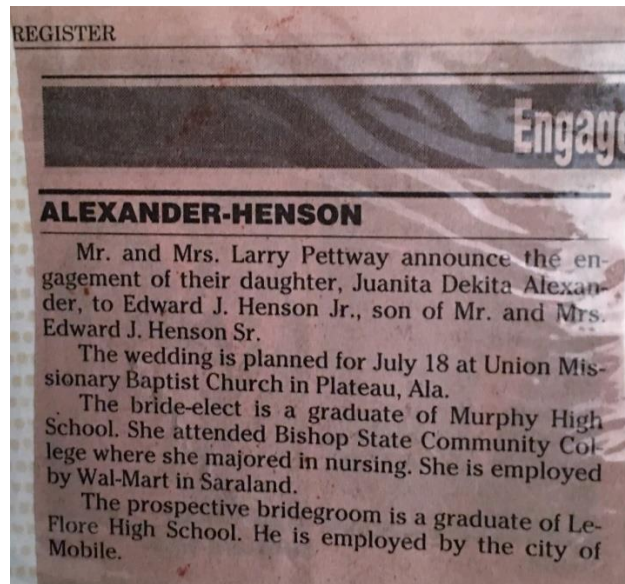 REGISTER
Engage
ALEXANDER-HENSON
Mr. and Mrs. Larry Pettway announce the en-
gagement of their daughter, Juanita Dekita Alexan-
der, to Edward J. Henson Jr., son of Mr. and Mrs.
Edward J. Henson Sr.
The wedding is planned for July 18 at Union Mis-
sionary Baptist Church in Plateau, Ala.
The bride-elect is a graduate of Murphy High
School. She attended Bishop State Community Col-
lege where she majored in nursing. She is employed
by Wal-Mart in Saraland.
The prospective bridegroom is a graduate of Le-
Flore High School. He is employed by the city of
Mobile.